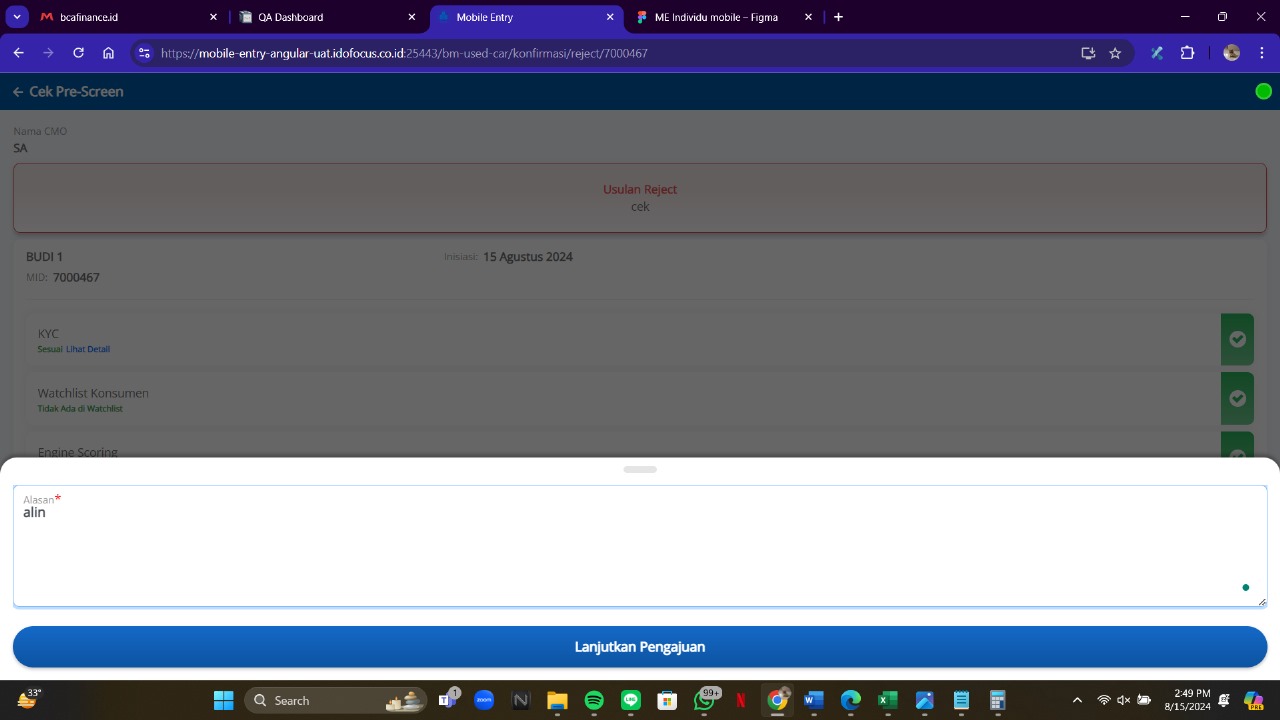 bcafinance.id
QA Dashboard
Mobile Entry
ME Individu mobile – Figma
https://mobile-entry-angular-uat.idofocus.co.id:25443/bm-used-car/konfirmasi/reject/7000467
Cek Pre-Screen
Nama CMO
SA
Usulan Reject
cek
BUDI 1
Inisiasi: 15 Agustus 2024
MID: 7000467
KYC
Sesuai Lihat Detail
Watchlist Konsumen
Tidak Ada di Watchlist
Engine Scoring
Alasan*
alin
Lanjutkan Pengajuan
33°
Search
1
zoom
99+
2:49 PM
8/15/2024
PRE